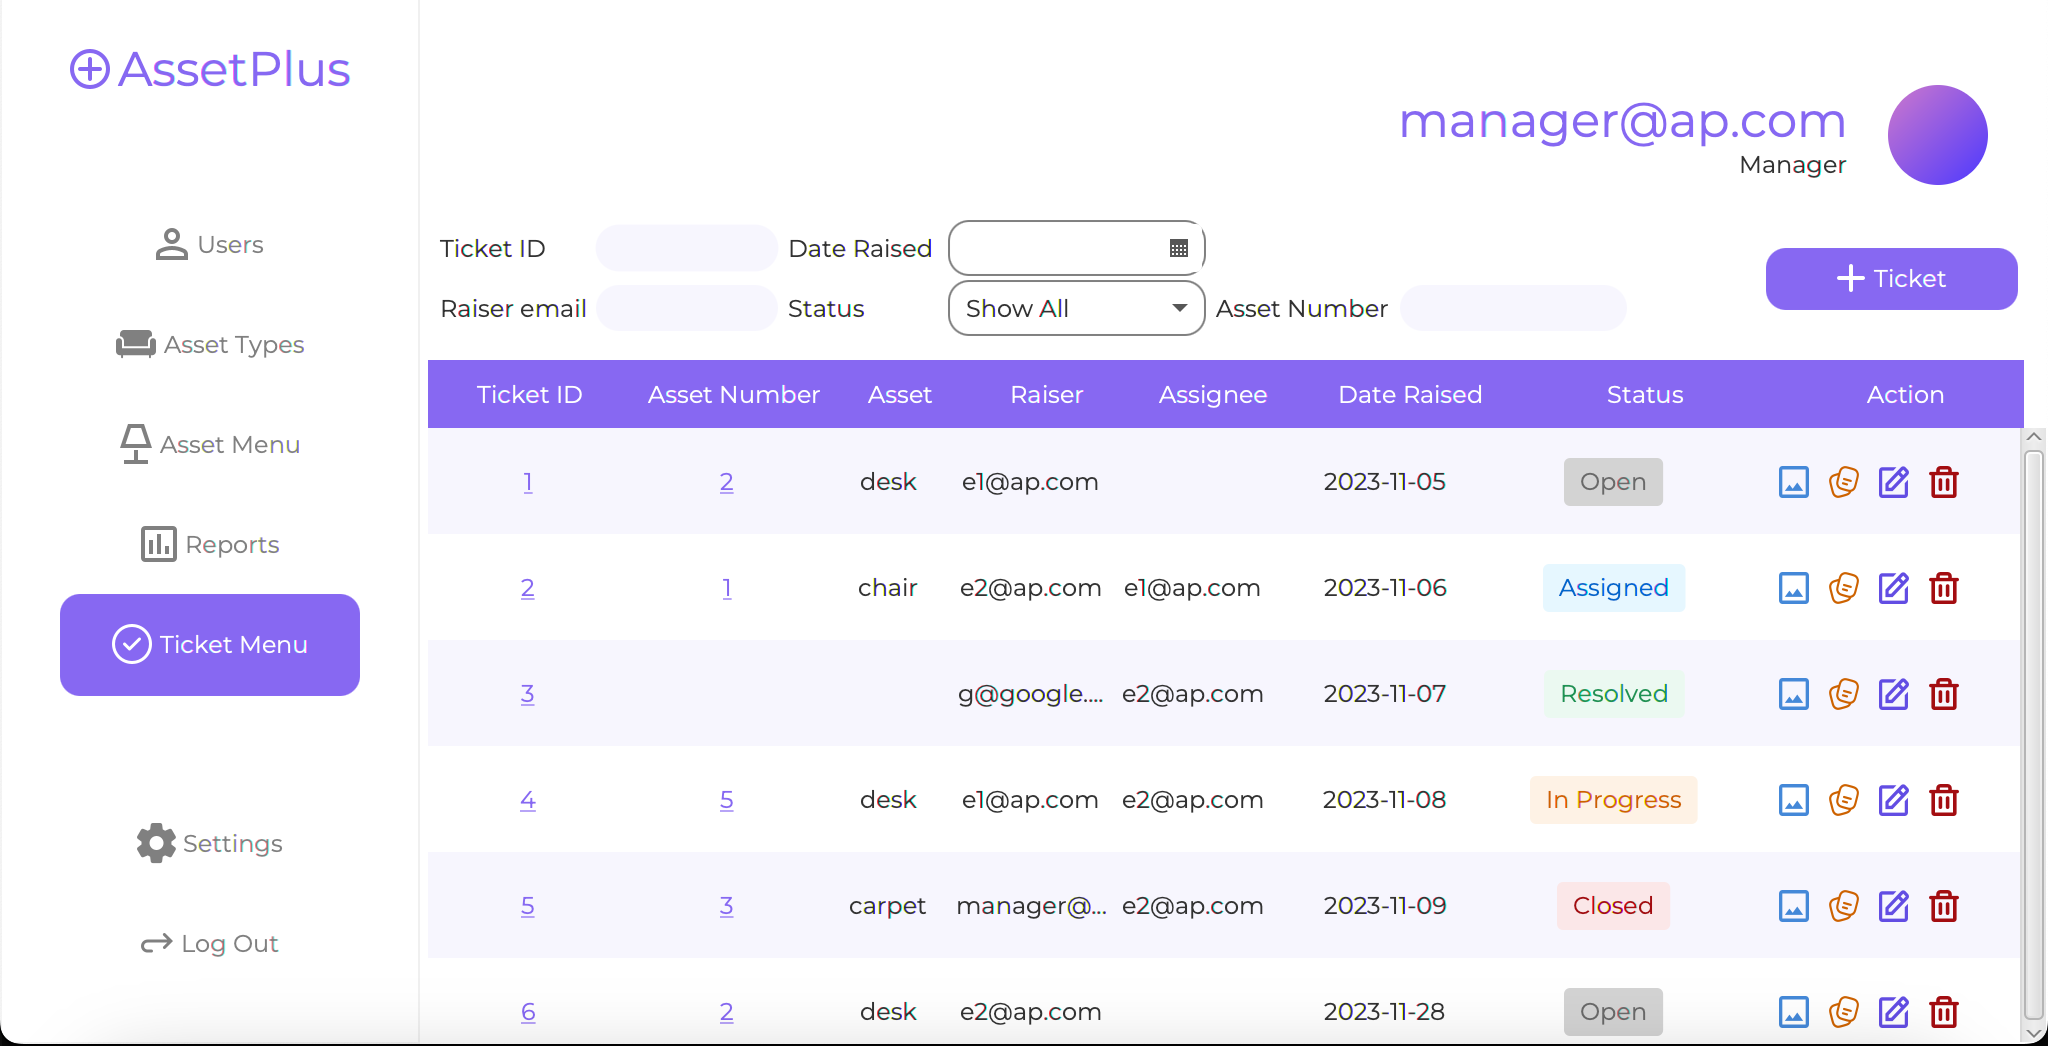 AssetPlus
manager@ap.com
Manager
Users
Asset Types
Asset Menu
Reports
Ticket Menu
Settings
Log Out
Ticket ID Date Raised
Raiser email Status Show All Asset Number
Ticket
Ticket ID Asset Number Asset Raiser Assignee Date Raised Status Action
1 2 desk e1@ap.com 2023-11-05 Open
2 1 chair e2@ap.com e1@ap.com 2023-11-06 Assigned
3 g@google.... e2@ap.com 2023-11-07 Resolved
4 5 desk e1@ap.com e2@ap.com 2023-11-08 In Progress
5 3 carpet manager@... e2@ap.com 2023-11-09 Closed
6 2 desk e2@ap.com 2023-11-28 Open